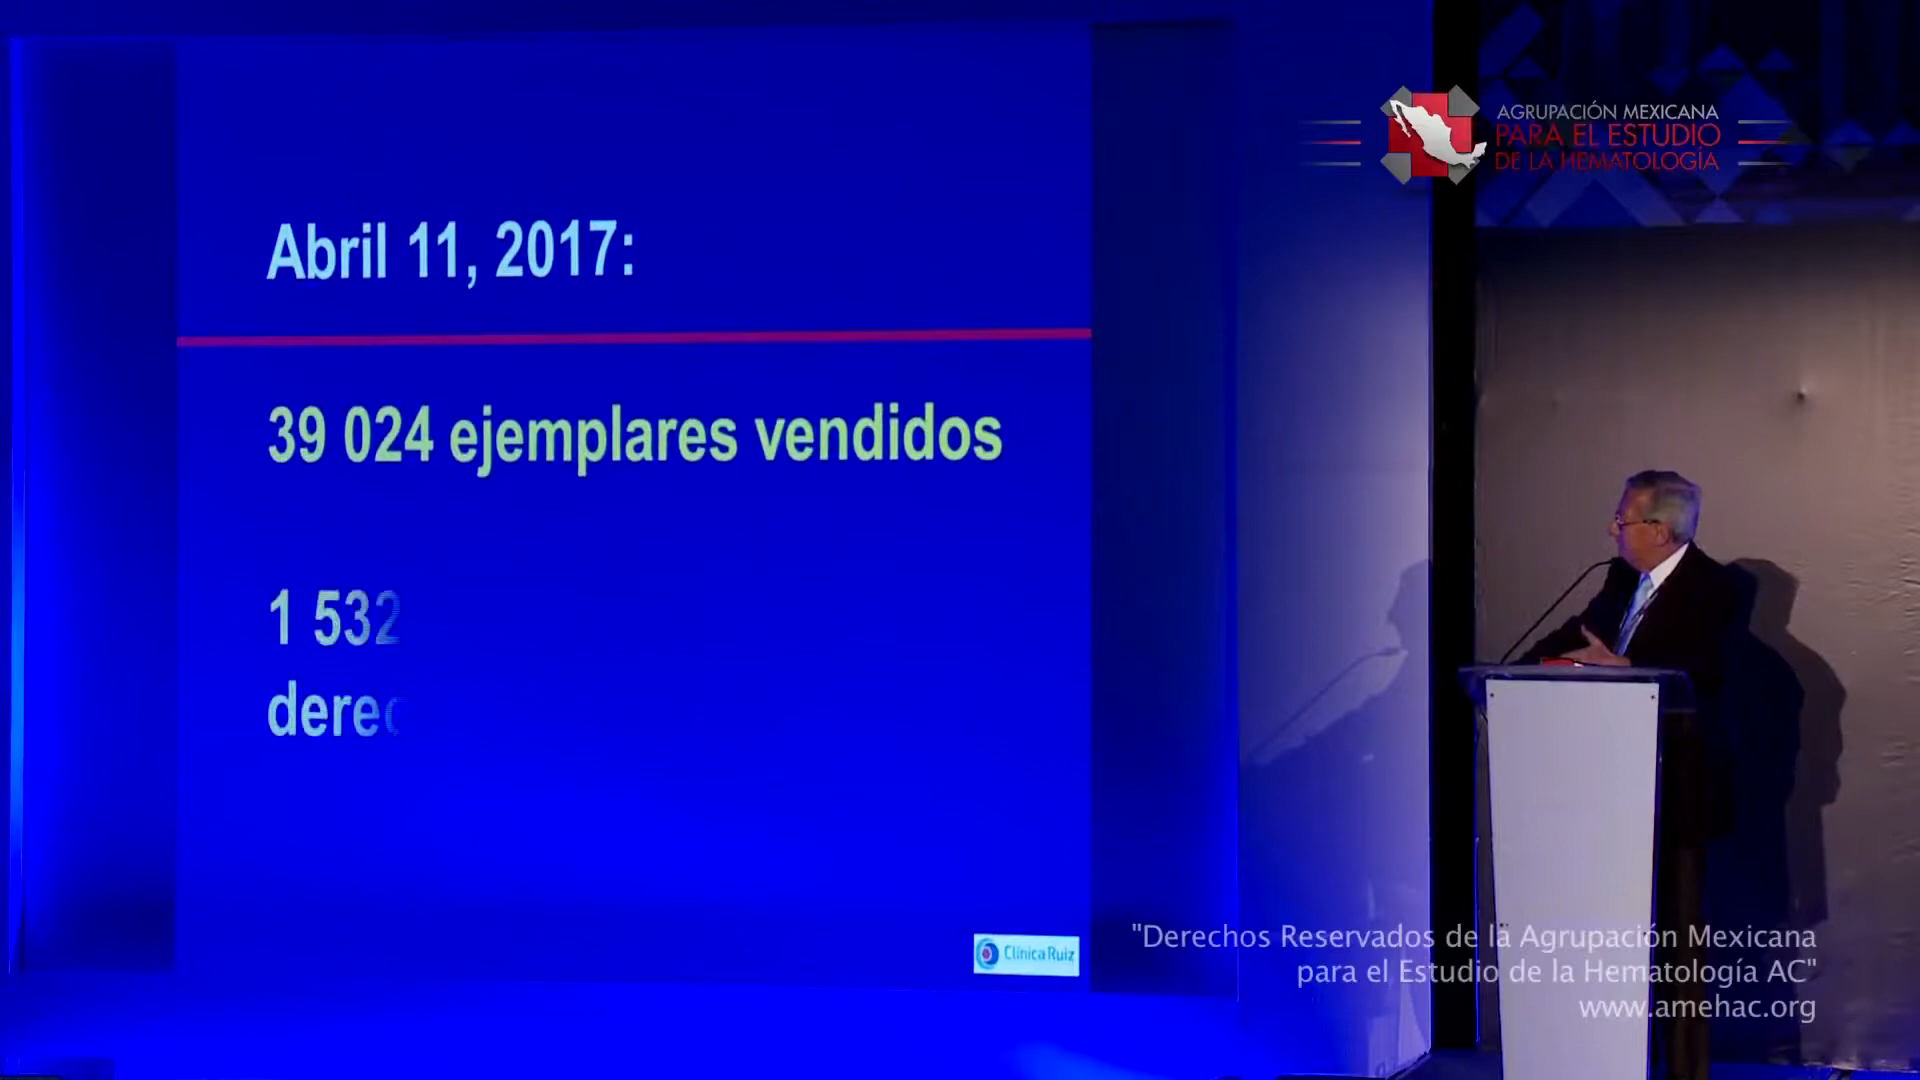 AGRUPACIÓN MEXICANA
PARA EL ESTUDIO
DE LA HEMATOLOGÍA
Abril 11, 2017:
39 024 ejemplares vendidos
1 532
Clínica Ruiz
"Derechos Reservados de la Agrupación Mexicana
para el Estudio de la Hematología AC"
www.amehac.org